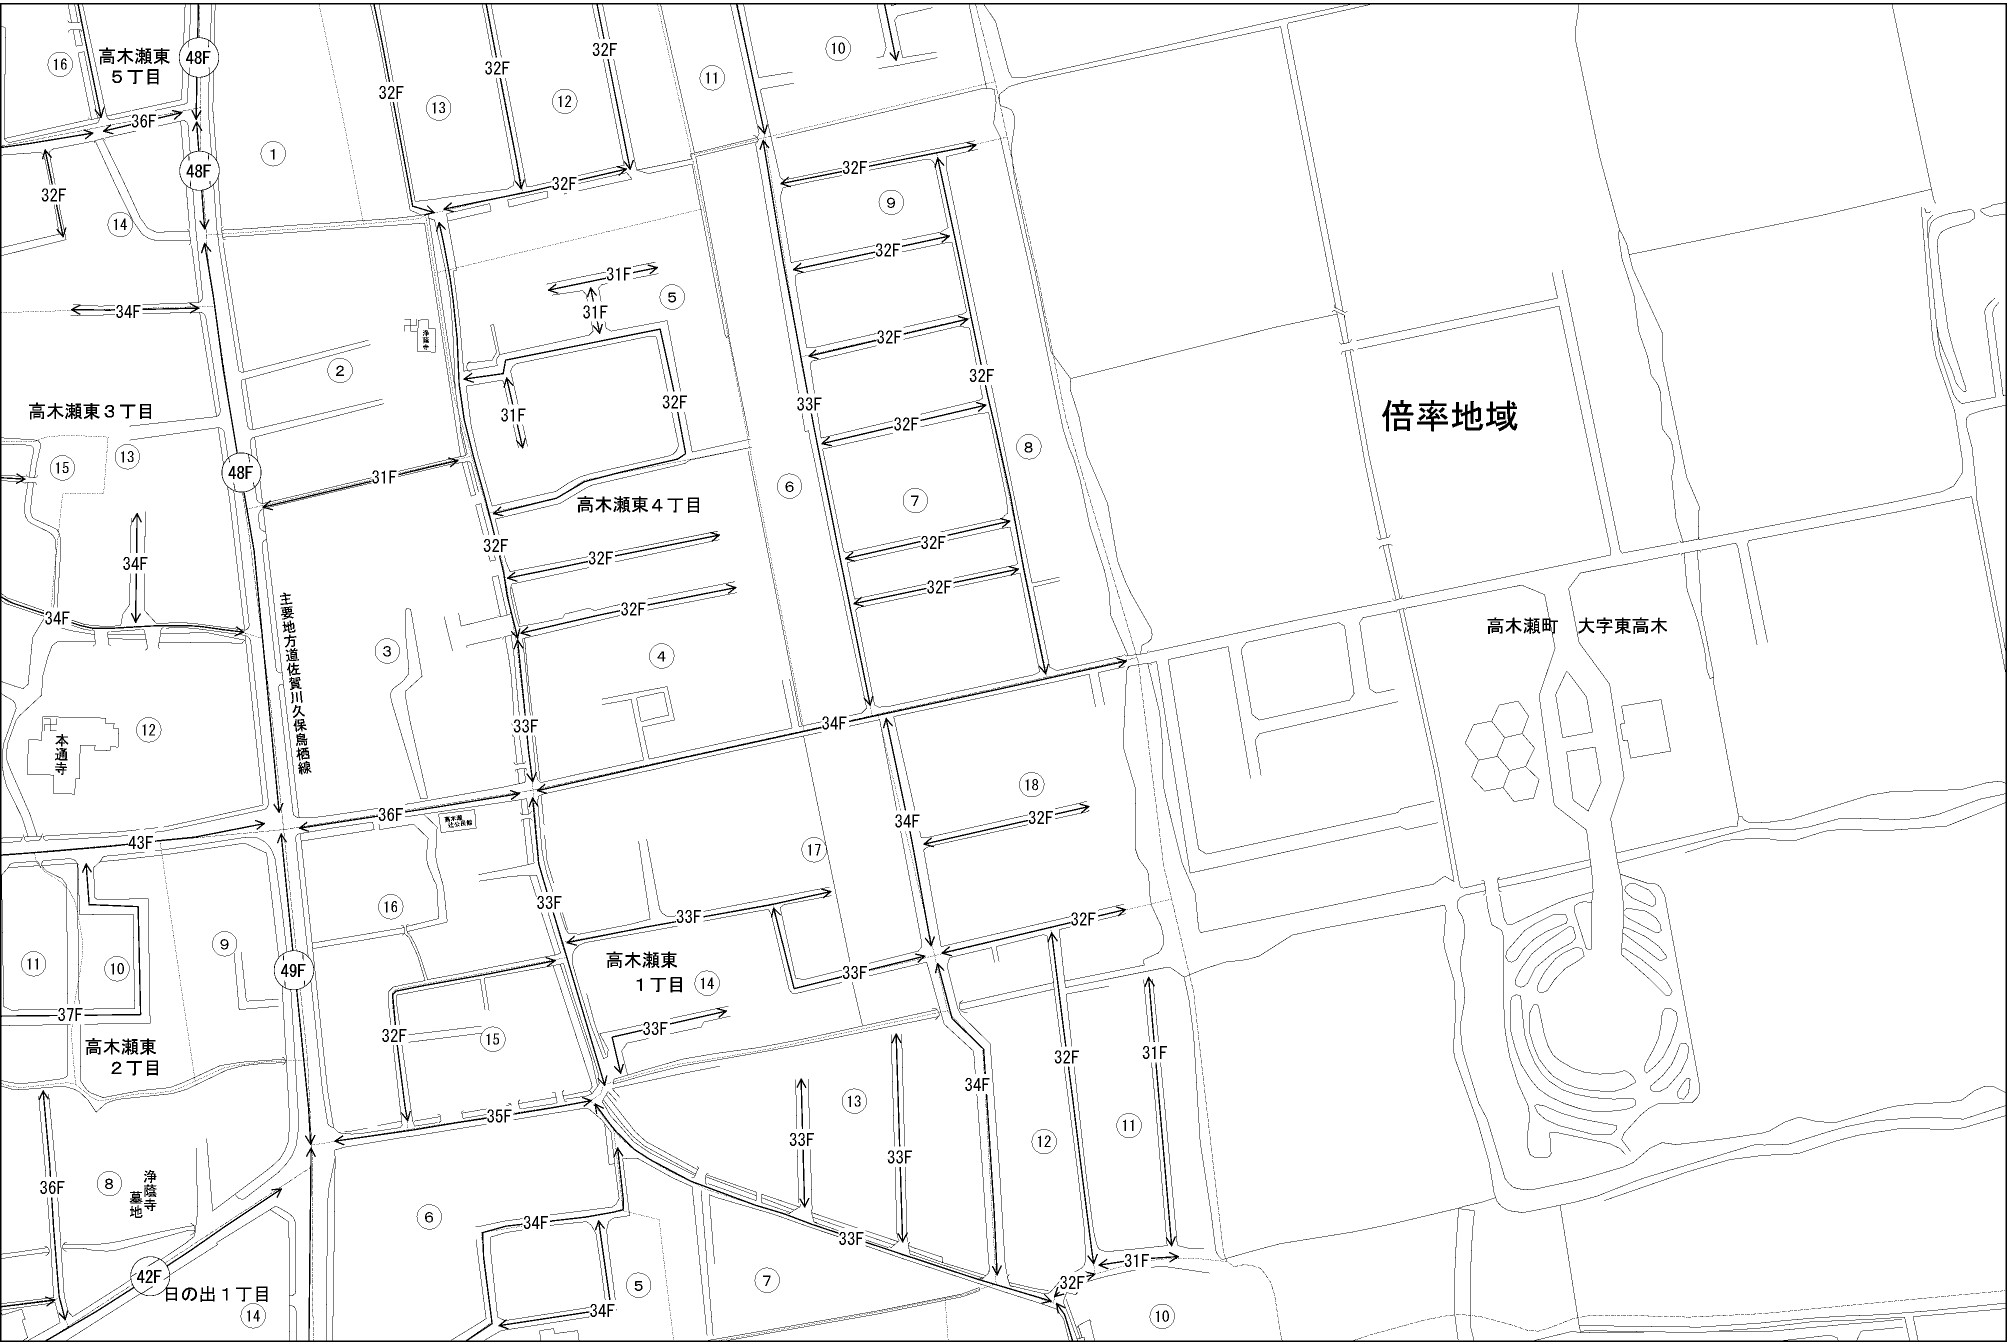 高木瀬東
５丁目
16
48F
36F
48F
32F
14
1
32F
13
32F
12
32F
32F
11
10
32F
9
32F
32F
32F
32F
32F
32F
33F
6
7
8
31F
31F
5
32F
31F
34F
2
浄蔭寺
高木瀬東３丁目
15
13
48F
31F
高木瀬東４丁目
倍率地域
32F
32F
32F
34F
34F
主要地方道佐賀川久保鳥栖線
3
4
高木瀬町　大字東高木
12
本通寺
33F
34F
36F
43F
18
32F
34F
17
33F
16
33F
32F
33F
9
11
10
49F
37F
高木瀬東
２丁目
高木瀬東
１丁目
14
33F
15
32F
32F
31F
34F
35F
13
33F
33F
12
11
36F
8
浄蔭寺
墓地
6
34F
33F
31F
32F
42F
日の出１丁目
14
5
34F
7
10